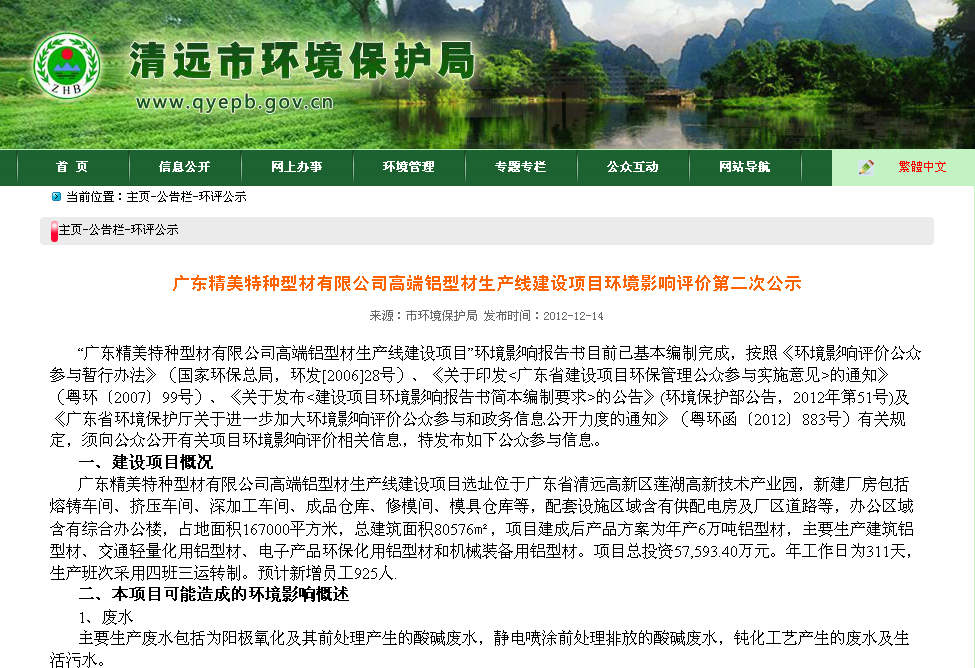 清远市环境保护局
ZHB
www.qyepb.gov.cn
首 页 信息公开 网上办事 环境管理 专题专栏 公众互动 网站导航 繁體中文
当前位置：主页-公告栏-环评公示
主页-公告栏-环评公示
广东精美特种型材有限公司高端铝型材生产线建设项目环境影响评价第二次公示
来源：市环境保护局 发布时间：2012-12-14
“广东精美特种型材有限公司高端铝型材生产线建设项目”环境影响报告书目前已基本编制完成，按照《环境影响评价公众
参与暂行办法》（国家环保总局，环发[2006]28号）、《关于印发<广东省建设项目环保管理公众参与实施意见>的通知》
（粤环〔2007〕99号）、《关于发布<建设项目环境影响报告书简本编制要求>的公告》(环境保护部公告，2012年第51号)及
《广东省环境保护厅关于进一步加大环境影响评价公众参与和政务信息公开力度的通知》（粤环函〔2012〕883号）有关规
定，须向公众公开有关项目环境影响评价相关信息，特发布如下公众参与信息。
一、建设项目概况
广东精美特种型材有限公司高端铝型材生产线建设项目选址位于广东省清远高新区莲湖高新技术产业园，新建厂房包括
熔铸车间、挤压车间、深加工车间、成品仓库、修模间、模具仓库等，配套设施区域含有供配电房及厂区道路等，办公区域
含有综合办公楼，占地面积167000平方米，总建筑面积80576㎡，项目建成后产品方案为年产6万吨铝型材，主要生产建筑铝
型材、交通轻量化用铝型材、电子产品环保化用铝型材和机械装备用铝型材。项目总投资57,593.40万元。年工作日为311天，
生产班次采用四班三运转制。预计新增员工925人.
二、本项目可能造成的环境影响概述
1、废水
主要生产废水包括为阳极氧化及其前处理产生的酸碱废水，静电喷涂前处理排放的酸碱废水，钝化工艺产生的废水及生
活污水。